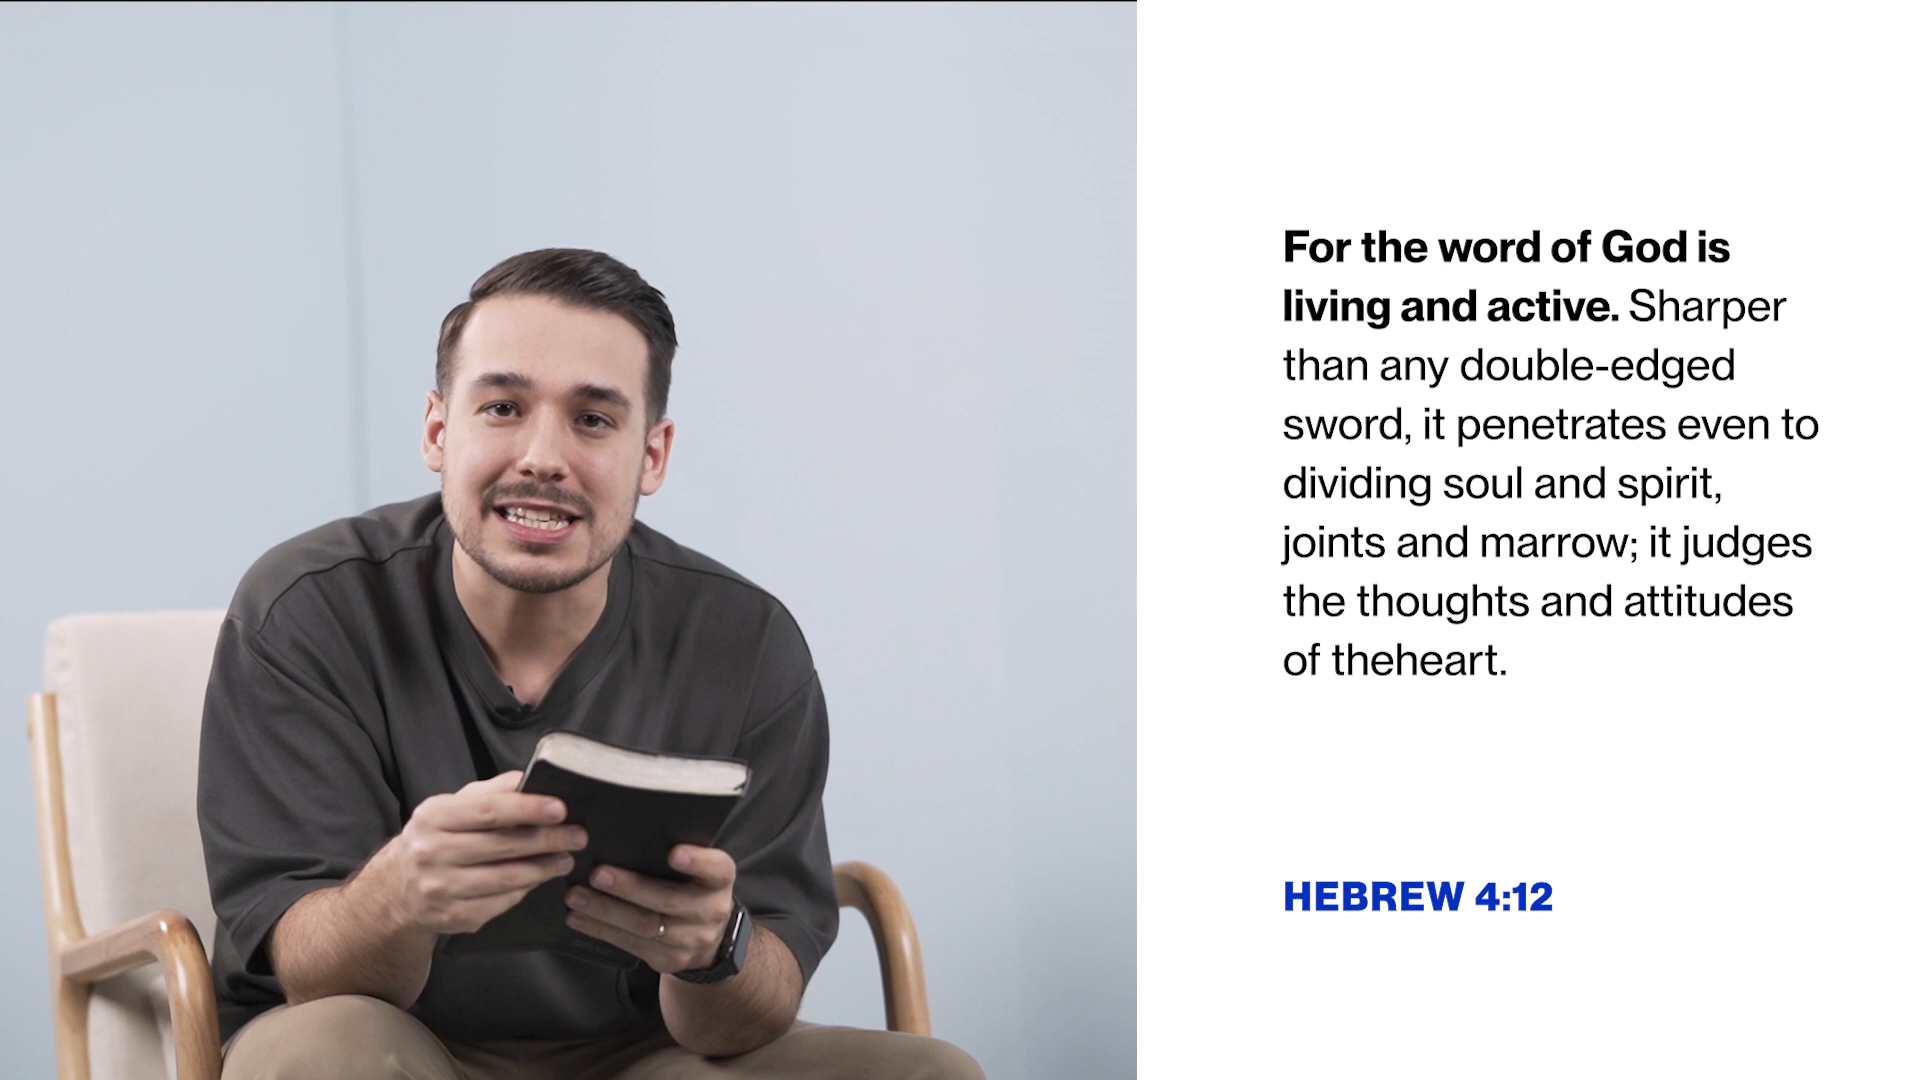 For the word of God is
living and active. Sharper
than any double-edged
sword, it penetrates even to
dividing soul and spirit,
joints and marrow; it judges
the thoughts and attitudes
of theheart.
HEBREW 4:12